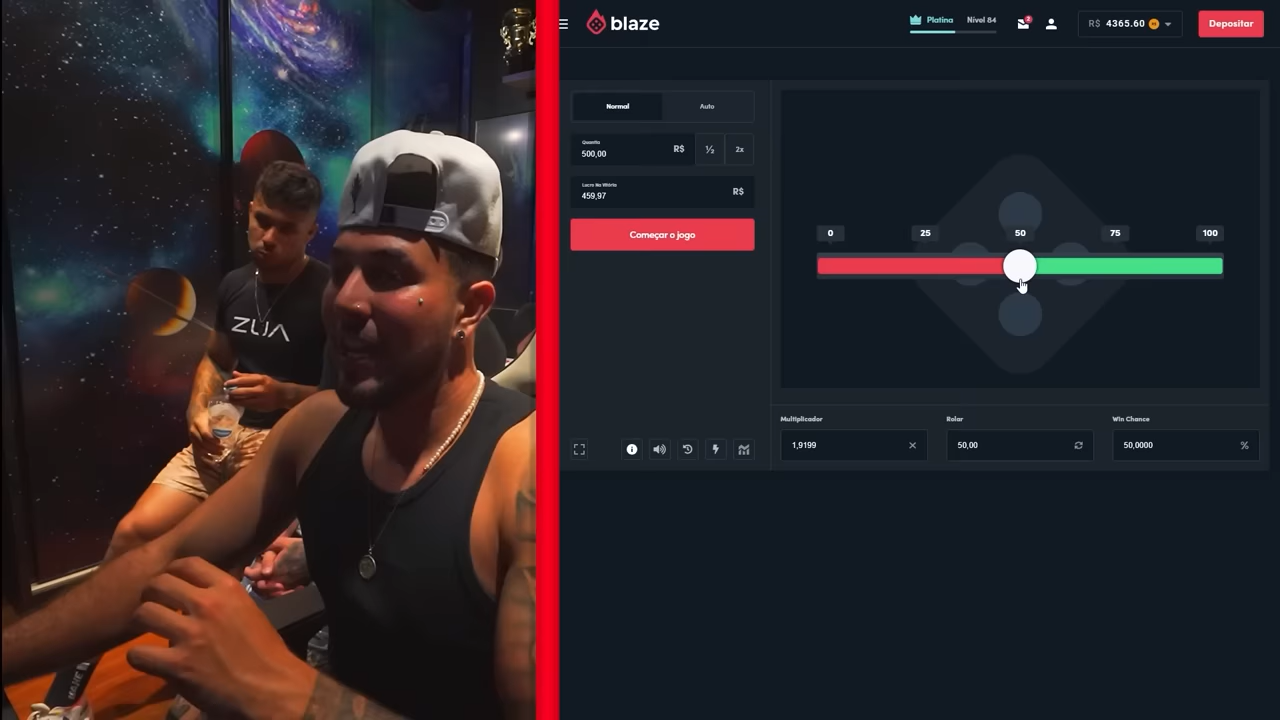 ZUA
blaze
Platina
Nível 84
2
R$ 4365.60
Depositar
Normal
Auto
Quantia
500,00
R$
½
2x
Lucro Na Vitória
459,97
R$
Começar o jogo
0
25
50
75
100
Multiplicador
Rolar
Win Chance
1,9199
50,00
50,0000
%